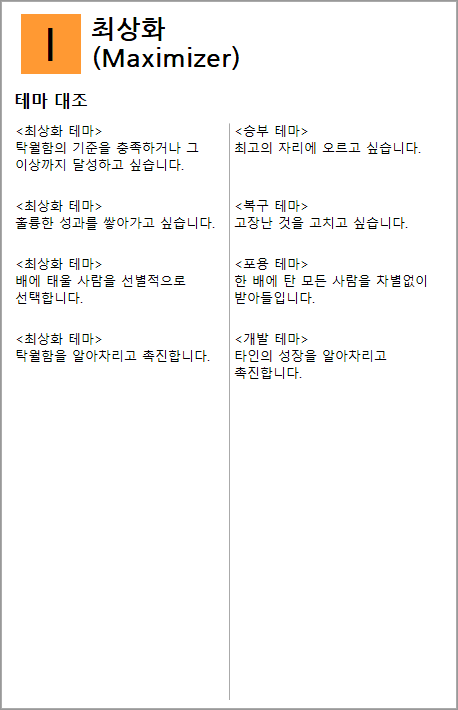 I
최상화
(Maximizer)
테마 대조
<최상화 테마>
탁월함의 기준을 충족하거나 그
이상까지 달성하고 싶습니다.
<승부 테마>
최고의 자리에 오르고 싶습니다.
<최상화 테마>
훌륭한 성과를 쌓아가고 싶습니다.
<복구 테마>
고장난 것을 고치고 싶습니다.
<최상화 테마>
배에 태울 사람을 선별적으로
선택합니다.
<포용 테마>
한 배에 탄 모든 사람을 차별없이
받아들입니다.
<최상화 테마>
탁월함을 알아차리고 촉진합니다.
<개발 테마>
타인의 성장을 알아차리고
촉진합니다.